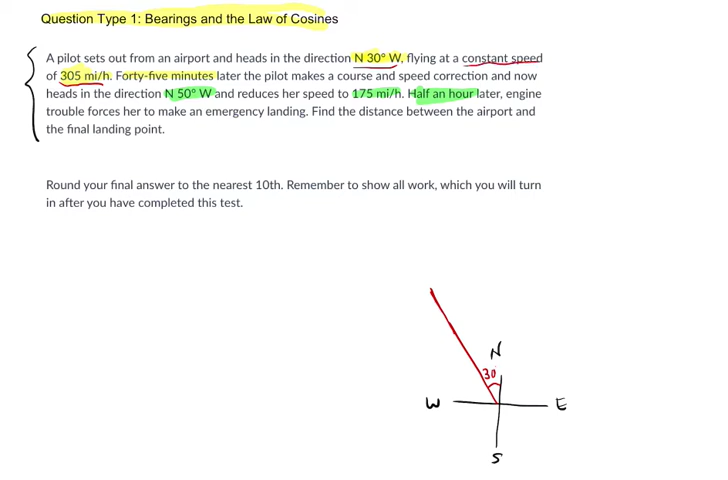 Question Type 1: Bearings and the Law of Cosines
A pilot sets out from an airport and heads in the direction N 30° W, flying at a constant speed
of 305 mi/h. Forty-five minutes later the pilot makes a course and speed correction and now
heads in the direction N 50° W and reduces her speed to 175 mi/h. Half an hour later, engine
trouble forces her to make an emergency landing. Find the distance between the airport and
the final landing point.
Round your final answer to the nearest 10th. Remember to show all work, which you will turn
in after you have completed this test.
N
30
W
E
S